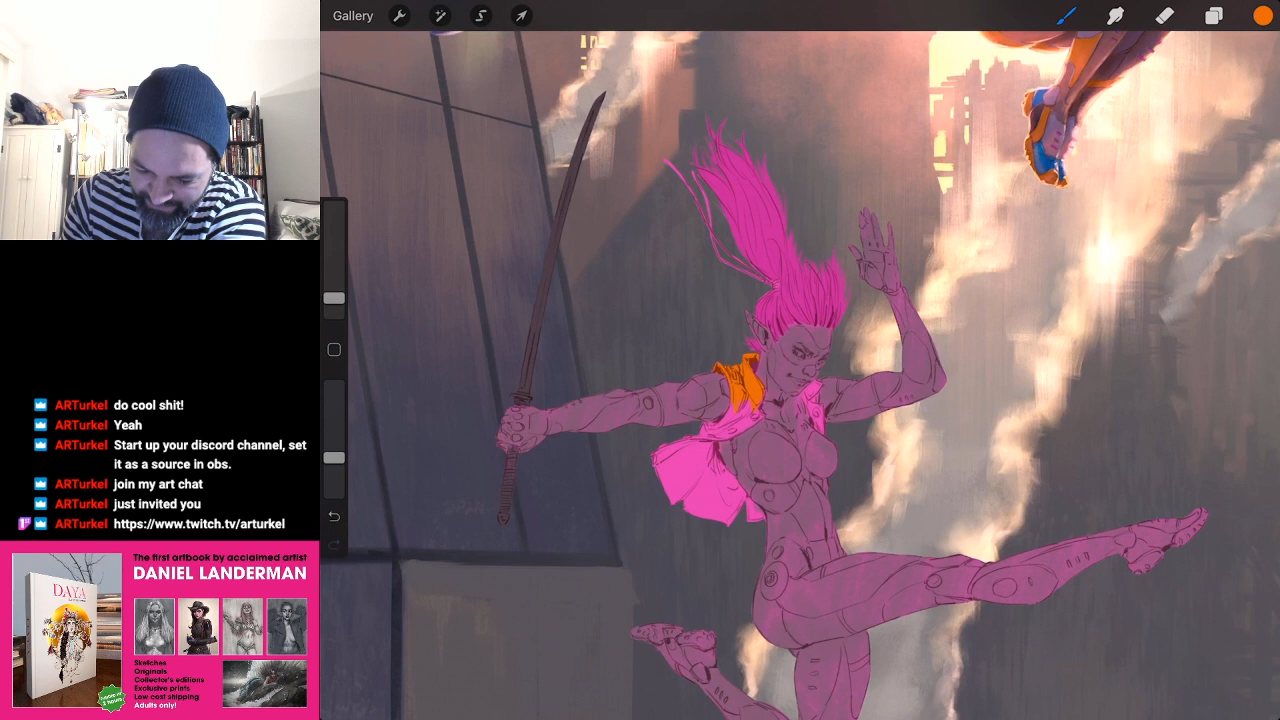 Gallery
ARTurkel do cool shit!
ARTurkel Yeah
ARTurkel Start up your discord channel, set
it as a source in obs.
ARTurkel join my art chat
ARTurkel just invited you
ARTurkel https://www.twitch.tv/arturkel
The first artbook by acclaimed artist
DANIEL LANDERMAN
DAYA
Sketches
Originals
Collector's editions
Exclusive prints
Low cost shipping
Adults only!